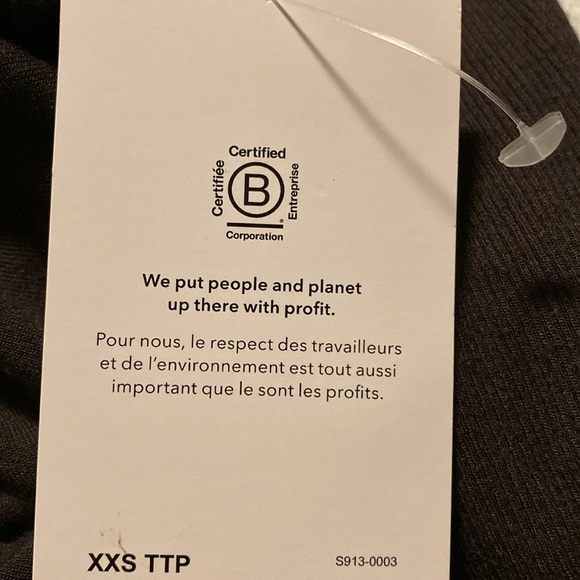 Certified
Certifiée
B
Entreprise
®
Corporation
We put people and planet
up there with profit.
Pour nous, le respect des travailleurs
et de l'environnement est tout aussi
important que le sont les profits.
XXS TTP
S913-0003